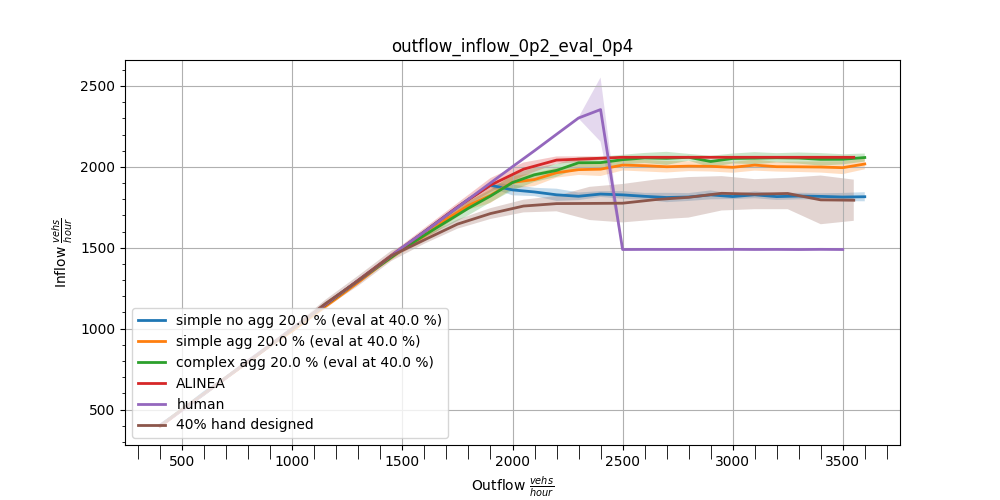 outflow_inflow_0p2_eval_0p4
2500
2000
1500
1000
500
Inflow vehs/hour
simple no agg 20.0 % (eval at 40.0 %)
simple agg 20.0 % (eval at 40.0 %)
complex agg 20.0 % (eval at 40.0 %)
ALINEA
human
40% hand designed
500 1000 1500 2000 2500 3000 3500
Outflow vehs/hour